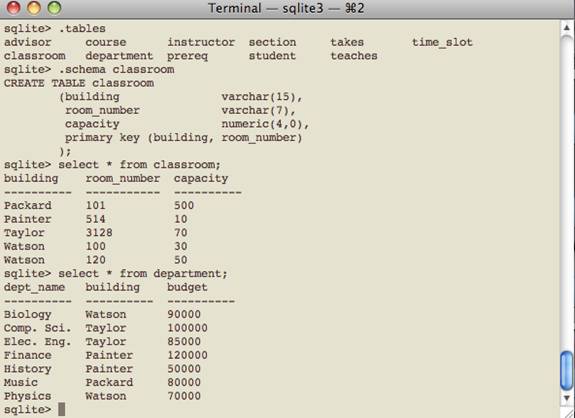 Terminal — sqlite3 — ⌘2
sqlite> .tables
advisor     course      instructor  section     takes       time_slot
classroom   department  prereq      student     teaches
sqlite> .schema classroom
CREATE TABLE classroom
        (building               varchar(15),
         room_number            varchar(7),
         capacity               numeric(4,0),
         primary key (building, room_number)
        );
sqlite> select * from classroom;
building    room_number  capacity
----------  -----------  ----------
Packard     101          500
Painter     514          10
Taylor      3128         70
Watson      100          30
Watson      120          50
sqlite> select * from department;
dept_name   building    budget
----------  ----------  ----------
Biology     Watson      90000
Comp. Sci.  Taylor      100000
Elec. Eng.  Taylor      85000
Finance     Painter     120000
History     Painter     50000
Music       Packard     80000
Physics     Watson      70000
sqlite>